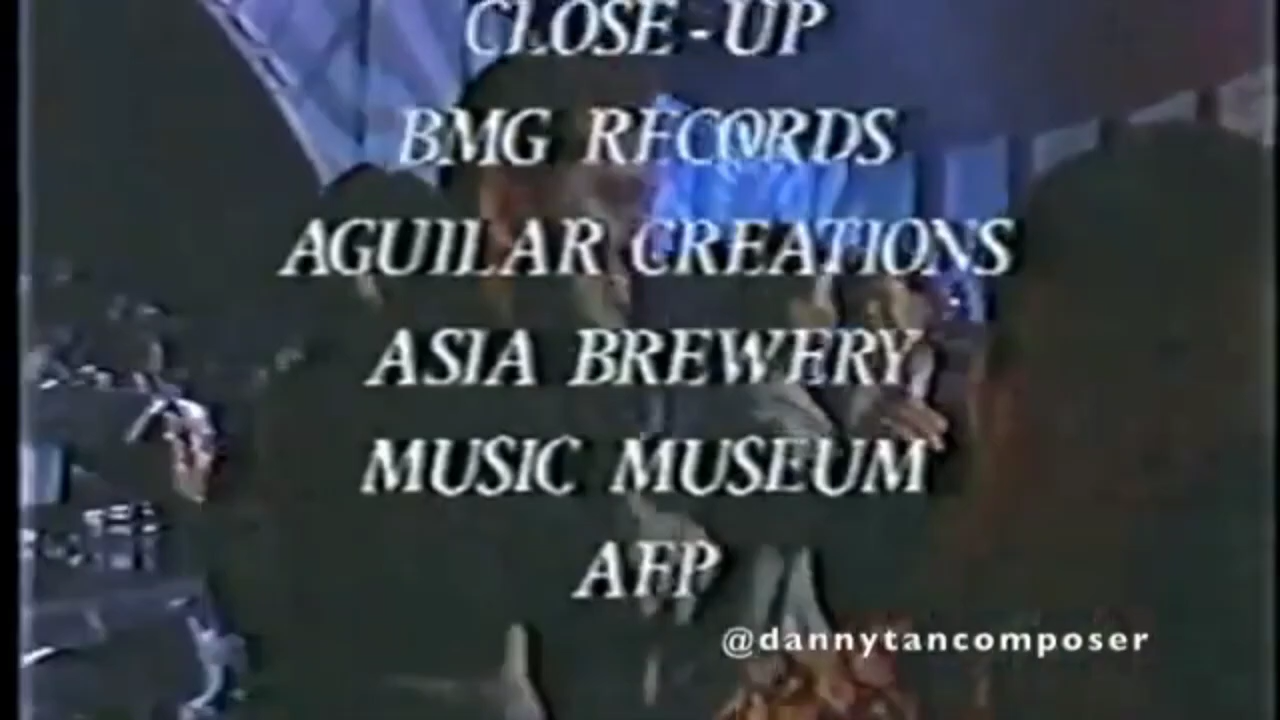 CLOSE-UP
BMG RECORDS
AGUILAR CREATIONS
ASIA BREWERY
MUSIC MUSEUM
AFP
@dannytancomposer